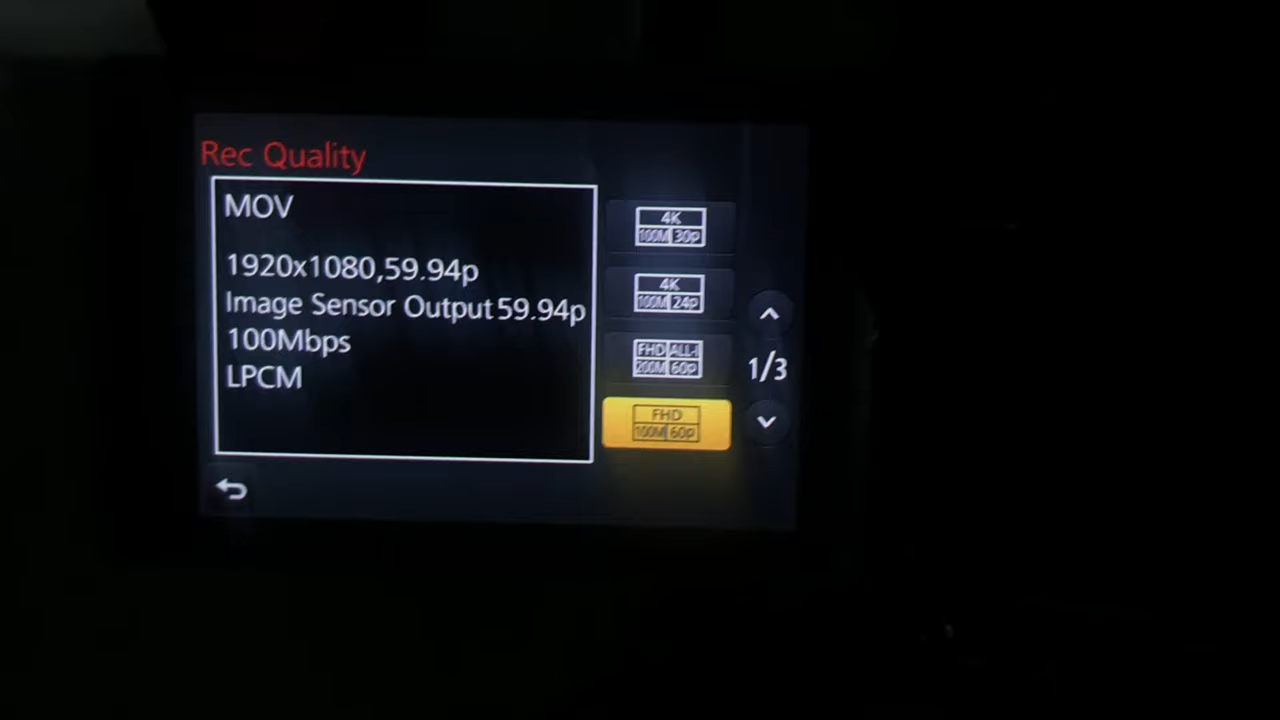 Rec Quality
MOV
1920x1080,59.94p
Image Sensor Output 59.94p
100Mbps
LPCM
4K
100M 30p
4K
100M 24p
FHD ALL-I
200M 60p
FHD
100M 60p
1/3